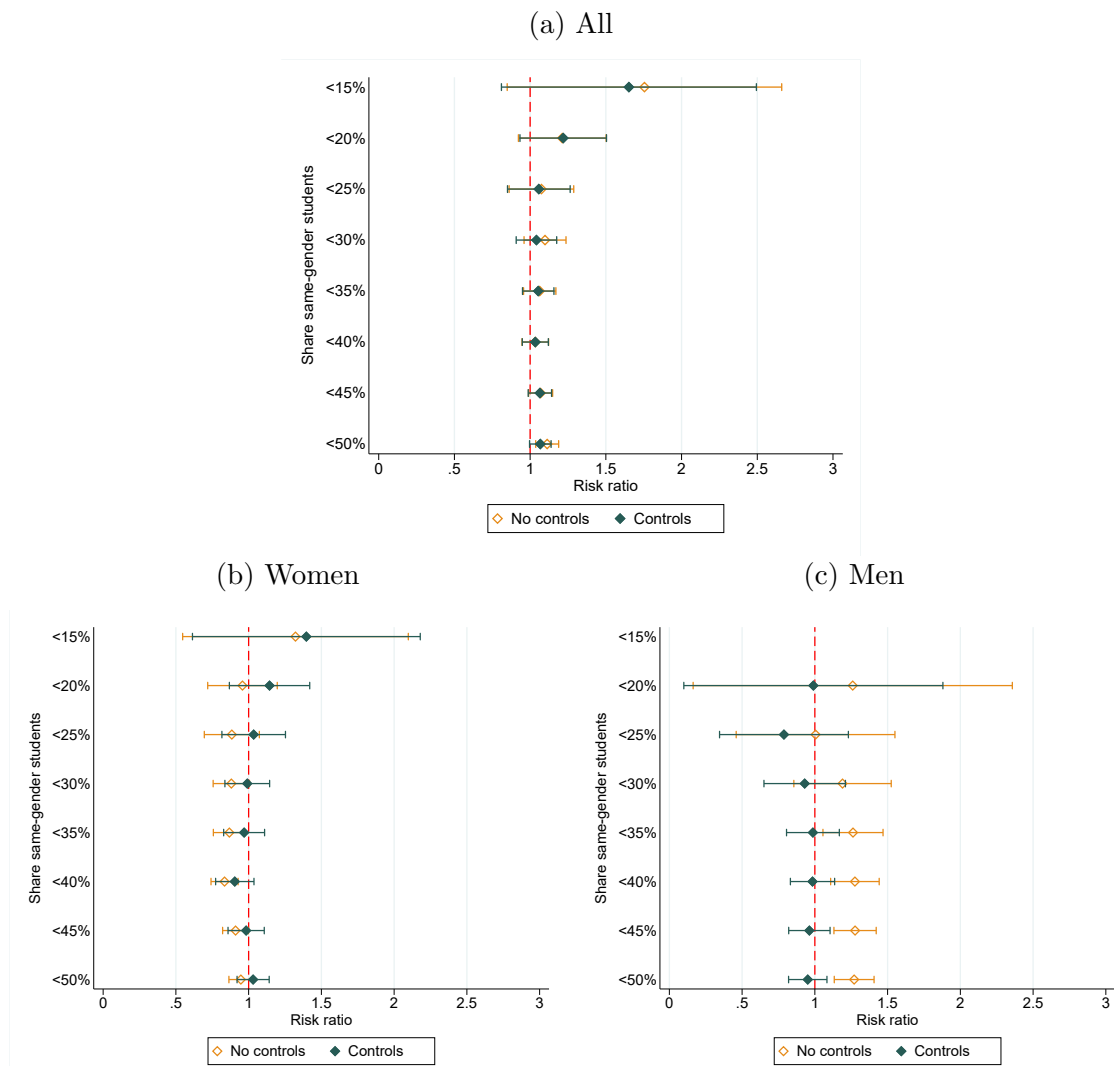 (a) All
Share same-gender students
<15%
<20%
<25%
<30%
<35%
<40%
<45%
<50%
0 .5 1 1.5 2 2.5 3
Risk ratio
No controls Controls
(b) Women
Share same-gender students
<15%
<20%
<25%
<30%
<35%
<40%
<45%
<50%
0 .5 1 1.5 2 2.5 3
Risk ratio
No controls Controls
(c) Men
Share same-gender students
<15%
<20%
<25%
<30%
<35%
<40%
<45%
<50%
0 .5 1 1.5 2 2.5 3
Risk ratio
No controls Controls